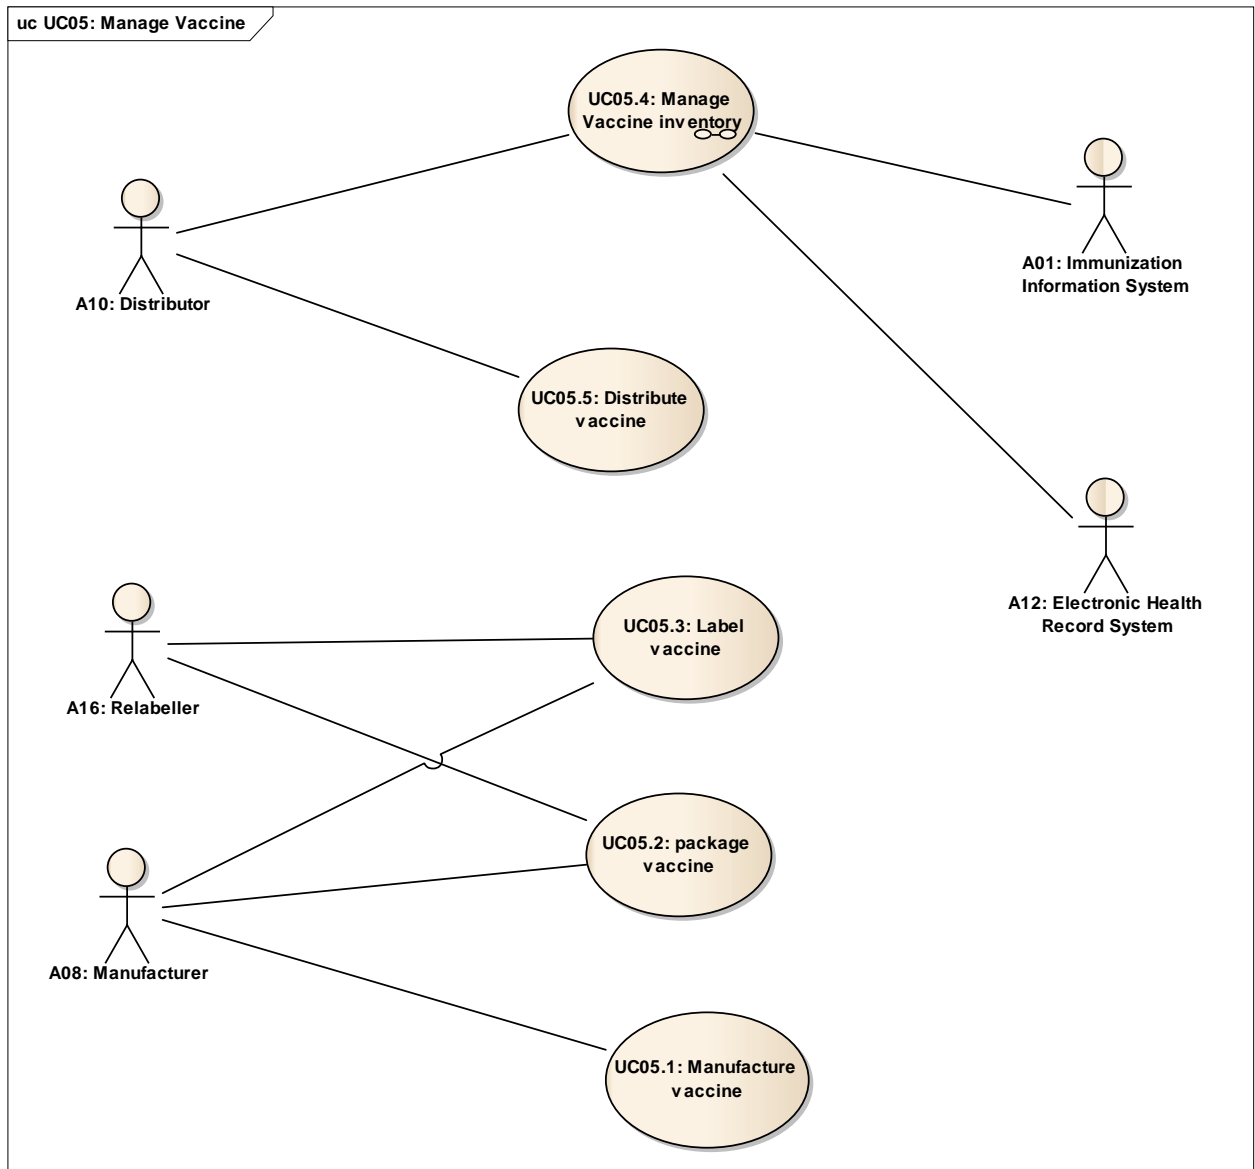 uc UC05: Manage Vaccine
UC05.4: Manage
Vaccine inventory
A01: Immunization
Information System
A10: Distributor
UC05.5: Distribute
vaccine
A12: Electronic Health
Record System
UC05.3: Label
vaccine
A16: Relabeller
UC05.2: package
vaccine
A08: Manufacturer
UC05.1: Manufacture
vaccine